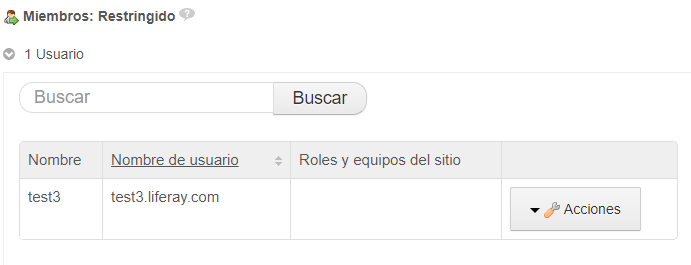 Miembros: Restringido
1 Usuario
Buscar Buscar
Nombre Nombre de usuario Roles y equipos del sitio
test3 test3.liferay.com Acciones